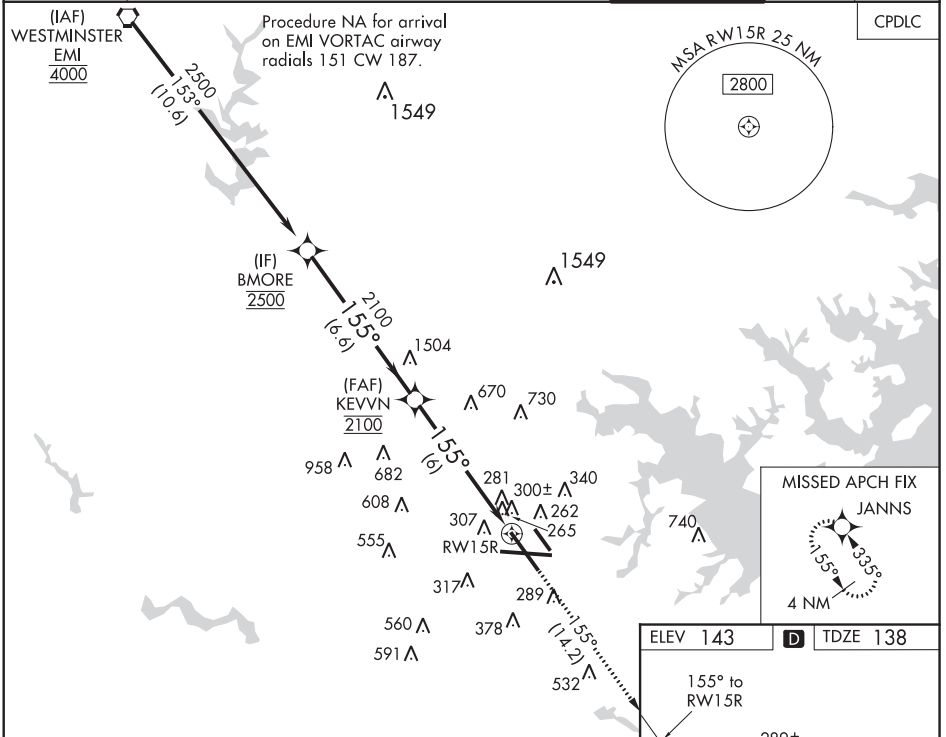 (IAF)
WESTMINSTER
EMI
4000
Procedure NA for arrival
on EMI VORTAC airway
radials 151 CW 187.
CPDLC
MSA RW15R 25 NM
2800
2500
153°
(10.6)
1549
(IF)
BMORE
2500
1549
2100
155°
(6.6)
1504
(FAF)
KEVVN
2100
670
730
155°
(6)
958
682
281
300±
340
608
262
307
265
740
555
RW15R
MISSED APCH FIX
JANNS
155°
335°
4 NM
317
289
560
378
155°
(14.2)
591
532
ELEV 143
D
TDZE 138
155° to
RW15R
289±